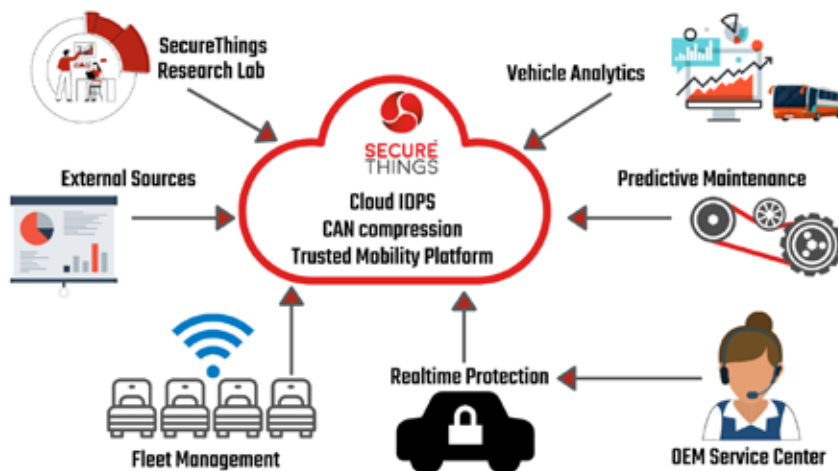 SecureThings
Research Lab
Vehicle Analytics
SECURE
THINGS
External Sources
Predictive Maintenance
Cloud IDPS
CAN compression
Trusted Mobility Platform
Realtime Protection
Fleet Management
OEM Service Center